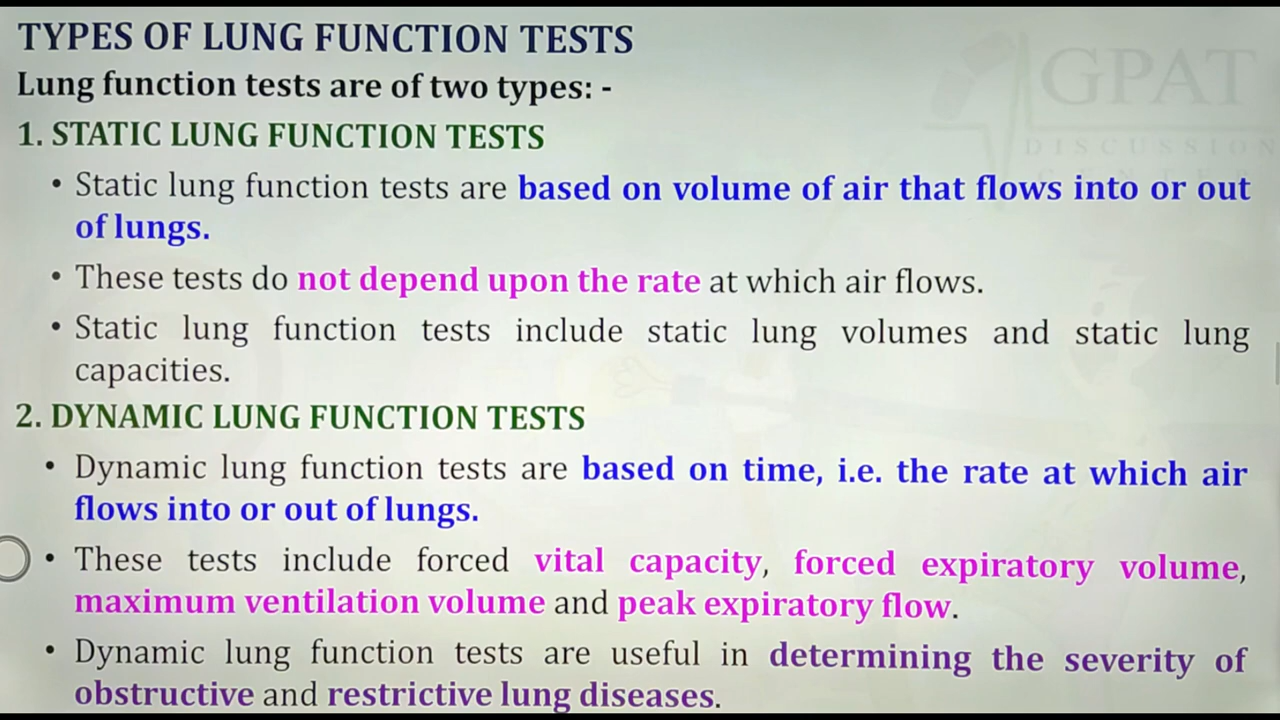 TYPES OF LUNG FUNCTION TESTS
Lung function tests are of two types: -
1. STATIC LUNG FUNCTION TESTS
• Static lung function tests are based on volume of air that flows into or out
of lungs.
• These tests do not depend upon the rate at which air flows.
• Static lung function tests include static lung volumes and static lung
capacities.
2. DYNAMIC LUNG FUNCTION TESTS
• Dynamic lung function tests are based on time, i.e. the rate at which air
flows into or out of lungs.
• These tests include forced vital capacity, forced expiratory volume,
maximum ventilation volume and peak expiratory flow.
• Dynamic lung function tests are useful in determining the severity of
obstructive and restrictive lung diseases.
GPAT
DISCUSSION
CENTER